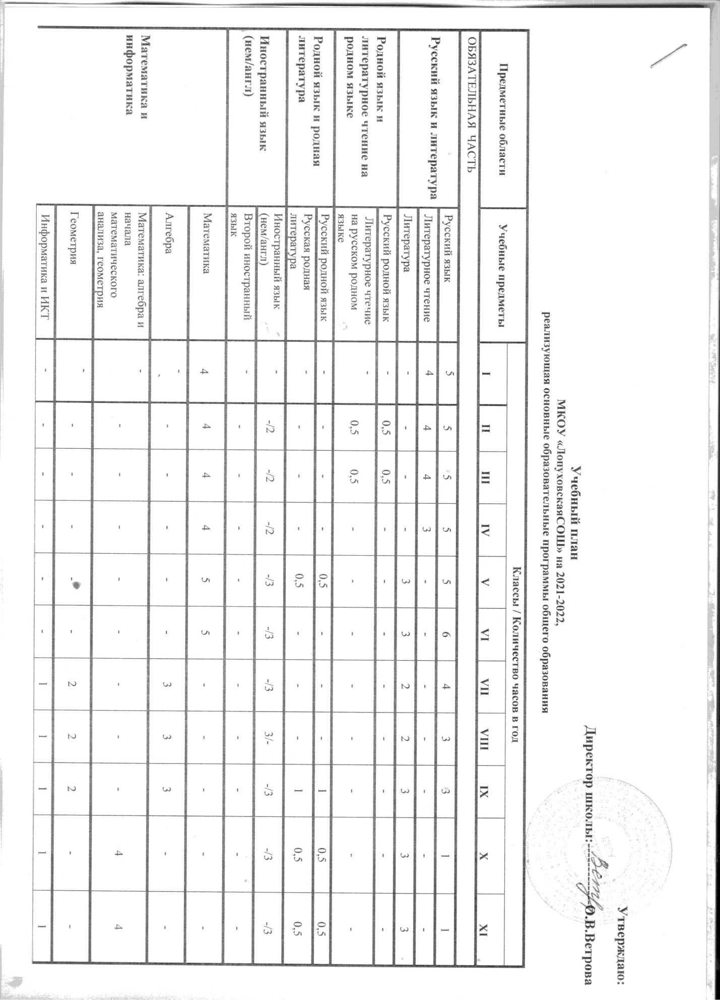 Утверждаю:
Директор школы:------------О.В.Ветрова
Учебный план
МКОУ «ЛопуховскаяСОШ» на 2021-2022,
реализующая основные образовательные программы общего образования
Предметные области Учебные предметы Классы / Количество часов в год
I II III IV V VI VII VIII IX X XI
ОБЯЗАТЕЛЬНАЯ ЧАСТЬ
Русский язык и литература
Русский язык 5 5 5 5 5 6 4 3 3 1 1
Литературное чтение 4 4 4 3 - - - - - - -
Литература - - - - 3 3 2 2 3 3 3
Родной язык и
литературное чтение на
родном языке
Русский родной язык - 0,5 0,5 - - - - - - - -
Литературное чтение
на русском родном
языке
- 0,5 0,5 - - - - - - - -
Родной язык и родная
литература
Русский родной язык - - - - 0,5 - - - 1 0,5 0,5
Русская родная
литература
- - - - 0,5 - - - 1 0,5 0,5
Иностранный язык
(нем/англ)
Иностранный язык
(нем/англ)
- -/2 -/2 -/2 -/3 -/3 -/3 3/- -/3 -/3 -/3
Второй иностранный
язык
- - - - - - - - - - -
Математика и
информатика
Математика 4 4 4 4 5 5 - - - - -
Алгебра - - - - - - 3 3 3 - -
Математика: алгебра и
начала
математического
анализа, геометрия
- - - - - - - - - 4 4
Геометрия - - - - - - 2 2 2 - -
Информатика и ИКТ - - - - - - 1 1 1 1 1